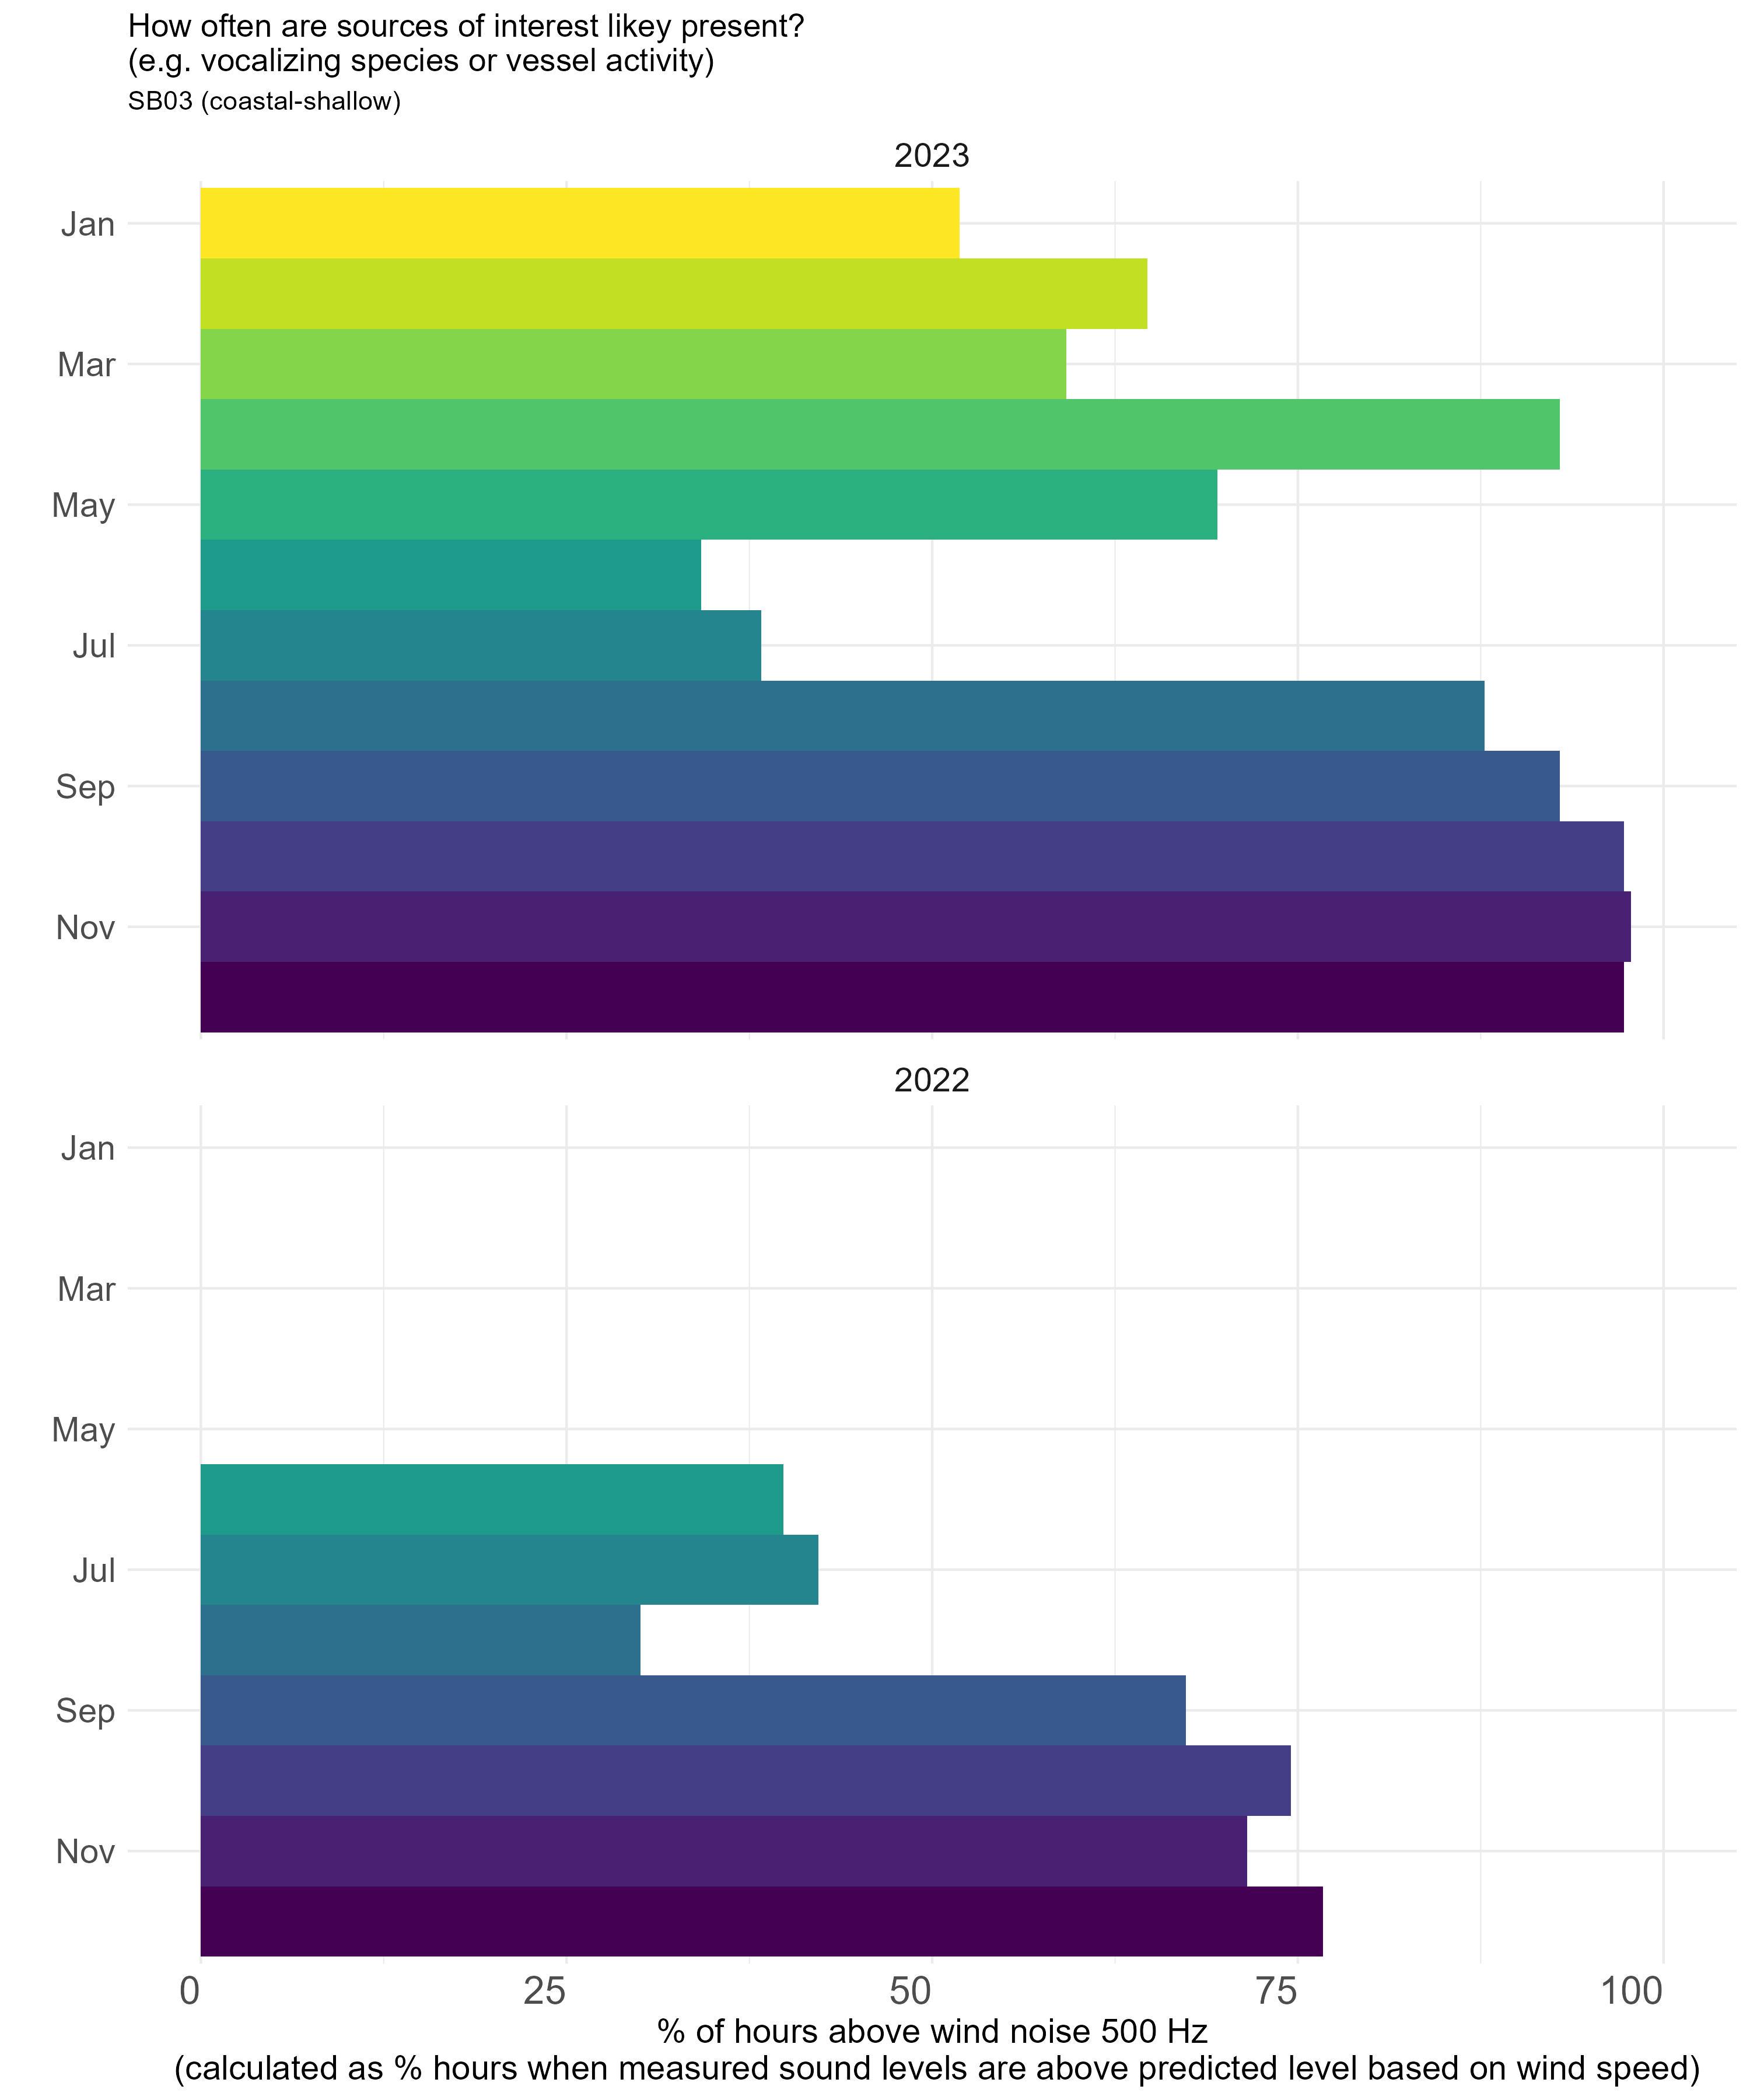 How often are sources of interest likey present?
(e.g. vocalizing species or vessel activity)
SB03 (coastal-shallow)
2023
Jan
Mar
May
Jul
Sep
Nov
2022
Jan
Mar
May
Jul
Sep
Nov
0 25 50 75 100
% of hours above wind noise 500 Hz
(calculated as % hours when measured sound levels are above predicted level based on wind speed)